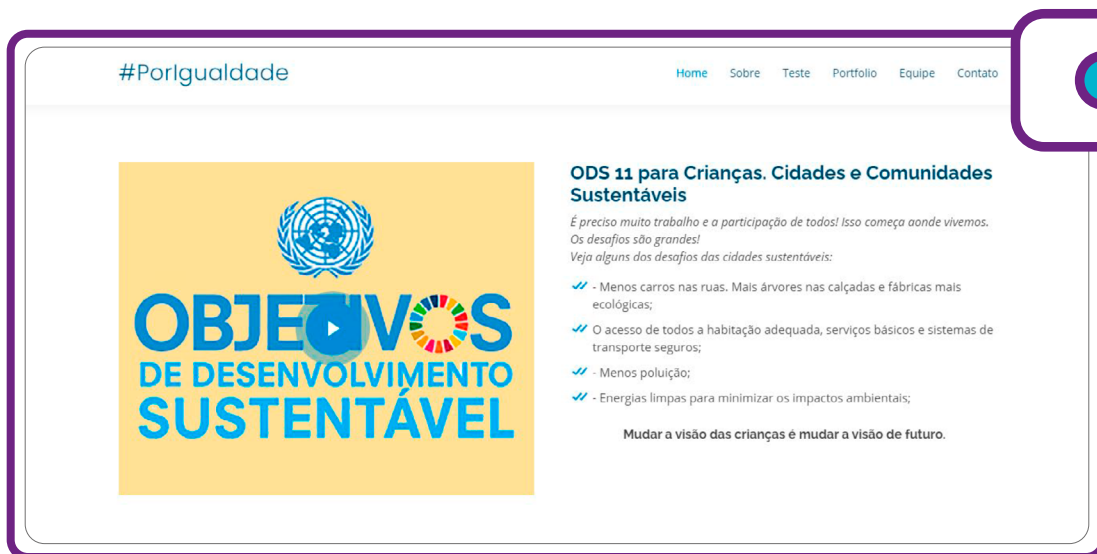 #PorIgualdade
Home Sobre Teste Portfolio Equipe Contato
OBJETIVOS
DE DESENVOLVIMENTO
SUSTENTÁVEL
ODS 11 para Crianças. Cidades e Comunidades
Sustentáveis
É preciso muito trabalho e a participação de todos! Isso começa aonde vivemos.
Os desafios são grandes!
Veja alguns dos desafios das cidades sustentáveis:
- Menos carros nas ruas. Mais árvores nas calçadas e fábricas mais
ecológicas;
O acesso de todos a habitação adequada, serviços básicos e sistemas de
transporte seguros;
- Menos poluição;
- Energias limpas para minimizar os impactos ambientais;
Mudar a visão das crianças é mudar a visão de futuro.